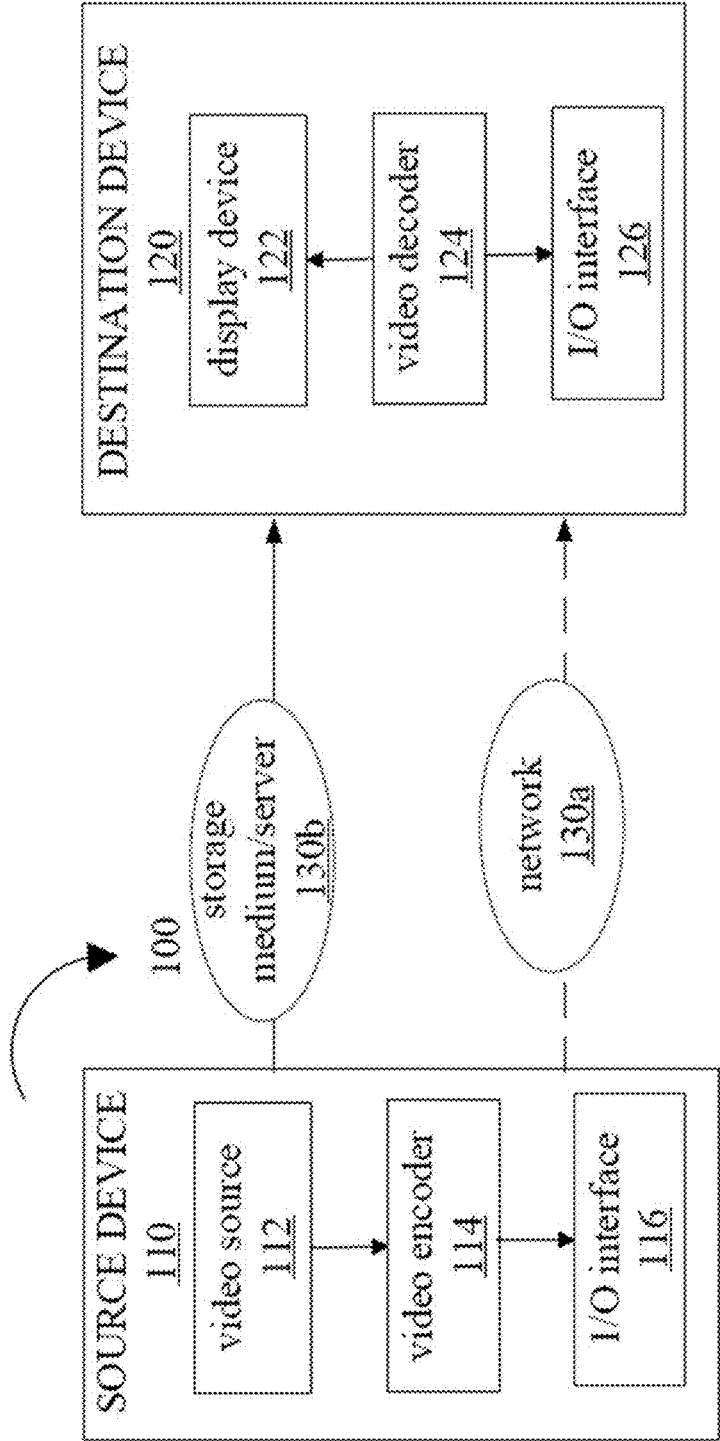 100
SOURCE DEVICE
110
video source
112
video encoder
114
I/O interface
116
storage
medium/server
130b
network
130a
DESTINATION DEVICE
120
display device
122
video decoder
124
I/O interface
126